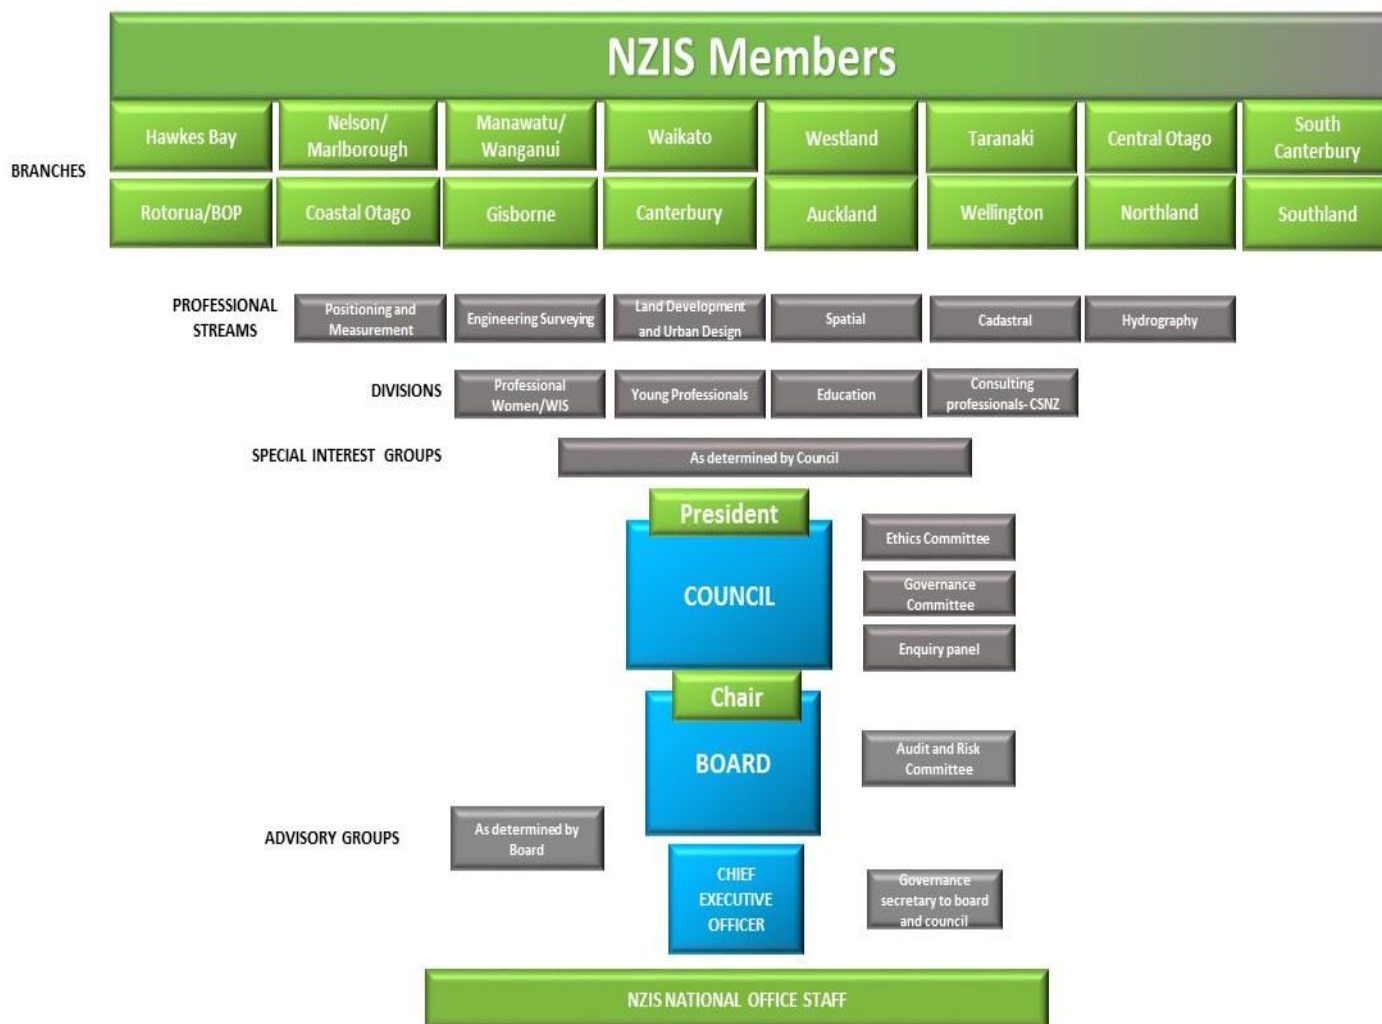 NZIS Members
BRANCHES
Hawkes Bay
Nelson/
Marlborough
Manawatu/
Wanganui
Waikato
Westland
Taranaki
Central Otago
South
Canterbury
Rotorua/BOP
Coastal Otago
Gisborne
Canterbury
Auckland
Wellington
Northland
Southland
PROFESSIONAL
STREAMS
Positioning and
Measurement
Engineering Surveying
Land Development
and Urban Design
Spatial
Cadastral
Hydrography
DIVISIONS
Professional
Women/WIS
Young Professionals
Education
Consulting
professionals- CSNZ
SPECIAL INTEREST GROUPS
As determined by Council
President
COUNCIL
Ethics Committee
Governance
Committee
Enquiry panel
Chair
BOARD
Audit and Risk
Committee
ADVISORY GROUPS
As determined by
Board
CHIEF
EXECUTIVE
OFFICER
Governance
secretary to board
and council
NZIS NATIONAL OFFICE STAFF